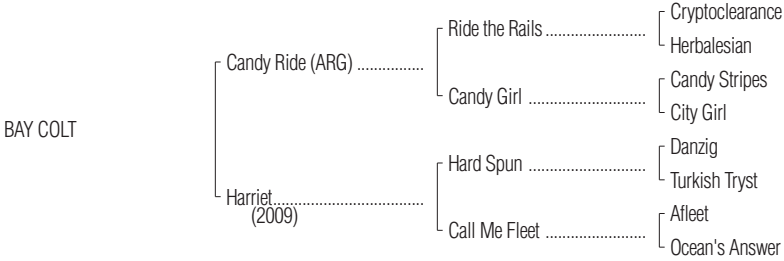 Cryptoclearance
Ride the Rails ........................
Herbalesian
Candy Ride (ARG) ................
Candy Stripes
Candy Girl ............................
City Girl
BAY COLT
Danzig
Hard Spun ............................
Turkish Tryst
Harriet....................................
(2009)
Afleet
Call Me Fleet ........................
Ocean's Answer